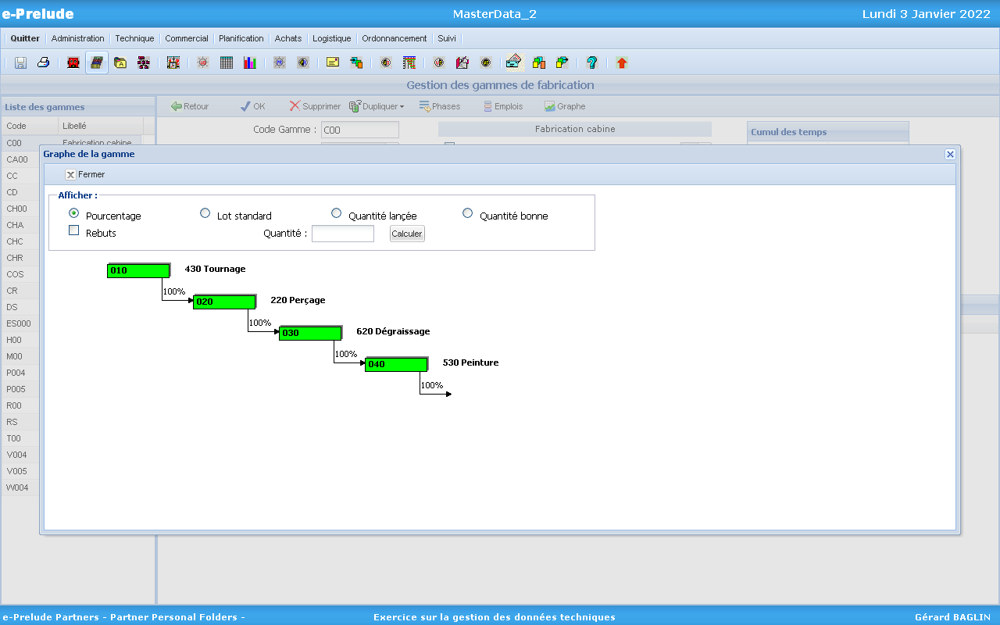 e-Prelude MasterData_2 Lundi 3 Janvier 2022
Quitter Administration Technique Commercial Planification Achats Logistique Ordonnancement Suivi
Gestion des gammes de fabrication
Liste des gammes Retour OK Supprimer Dupliquer Phases Emplois Graphe
Code Libellé Code Gamme : C00 Fabrication cabine Cumul des temps
C00 Fabrication cabine
Graphe de la gamme
Fermer
Afficher :
Pourcentage Lot standard Quantité lançée Quantité bonne
Rebuts Quantité : Calculer
010 430 Tournage
100%
020 220 Perçage
100%
030 620 Dégraissage
100%
040 530 Peinture
100%
CA00
CC
CD
CH00
CHA
CHC
CHR
COS
CR
DS
ES000
H00
M00
P004
P005
R00
RS
T00
V004
V005
W004
e-Prelude Partners - Partner Personal Folders - Exercice sur la gestion des données techniques Gérard BAGLIN